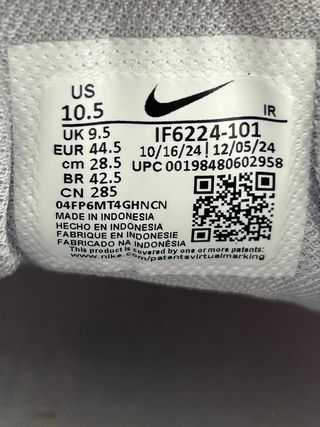 US
10.5
IR
UK 9.5
IF6224-101
EUR 44.5
10/16/24 | 12/05/24
cm 28.5
UPC 00198480602958
BR 42.5
CN 285
04FP6MT4GHNCN
MADE IN INDONESIA
HECHO EN INDONESIA
FABRIQUE EN INDONESIE
FABRICADO NA INDONÉSIA
This product is covered by one or more patents:
www.nike.com/patentsvirtualmarking